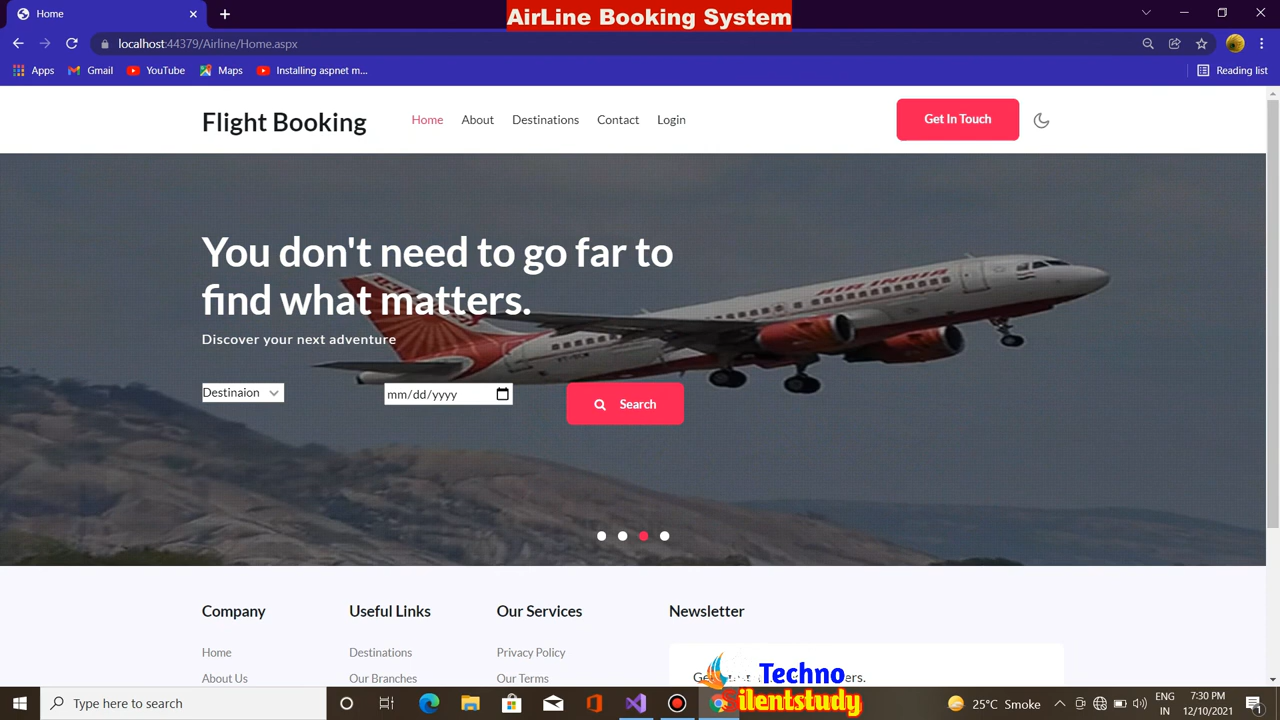 AirLine Booking System
Home
localhost:44379/Airline/Home.aspx
Apps Gmail YouTube Maps Installing aspnet m... Reading list
Flight Booking Home About Destinations Contact Login Get In Touch
You don't need to go far to
find what matters.
Discover your next adventure
Destinaion mm/dd/yyyy Search
AIR INDIA
Company Useful Links Our Services Newsletter
Home Destinations Privacy Policy
About Us Our Branches Our Terms
Techno
Silentstudy
Type here to search
25°C Smoke ENG IN 7:30 PM 12/10/2021